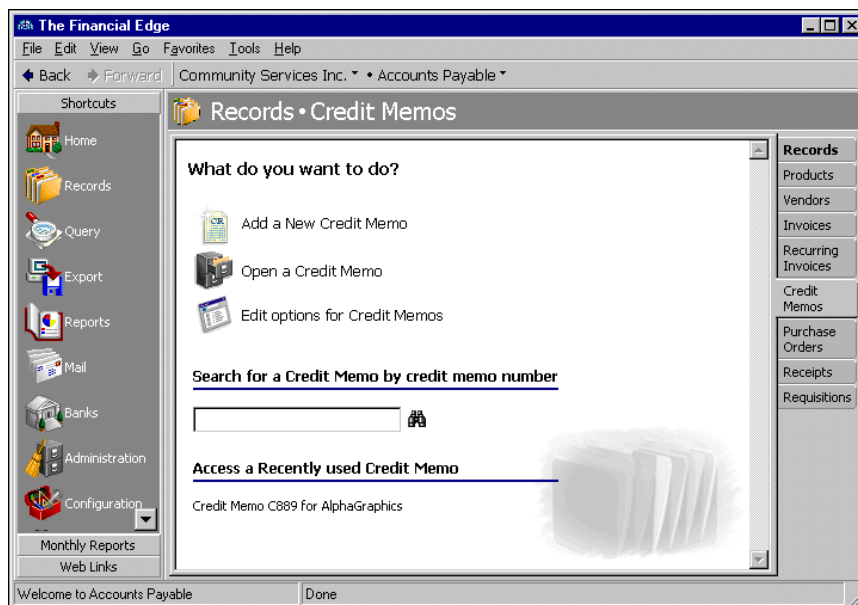 The Financial Edge
File Edit View Go Favorites Tools Help
Back Forward Community Services Inc. • Accounts Payable
Shortcuts
Home
Records
Query
Export
Reports
Mail
Banks
Administration
Configuration
Monthly Reports
Web Links
Records • Credit Memos
What do you want to do?
CR
Add a New Credit Memo
Open a Credit Memo
Edit options for Credit Memos
Search for a Credit Memo by credit memo number
Access a Recently used Credit Memo
Credit Memo C889 for AlphaGraphics
Records
Products
Vendors
Invoices
Recurring
Invoices
Credit
Memos
Purchase
Orders
Receipts
Requisitions
Welcome to Accounts Payable Done